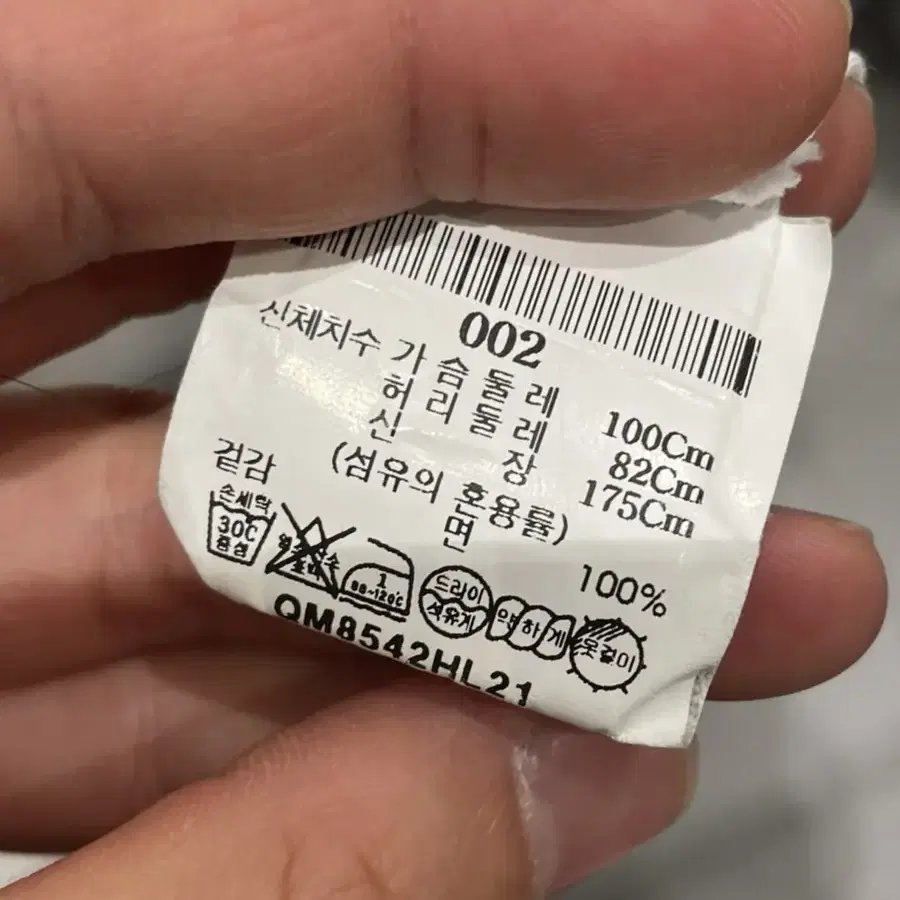 002
신체치수 가슴둘레 100Cm
허리둘레 82Cm
신장 175Cm
(섬유의 혼용률)
겉감 면 100%
손세탁 30℃ 중성
80~120℃
드라이 석유계
약하게
옷걸이
QM8542HL21